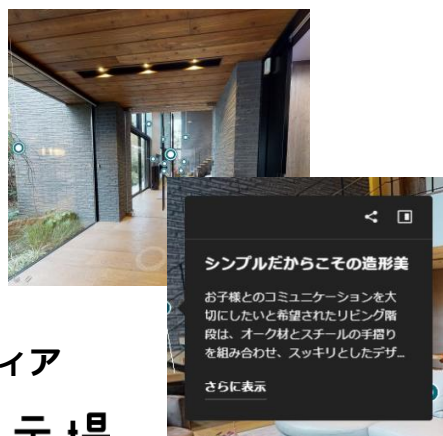 シンプルだからこその造形美
お子様とのコミュニケーションを大
切にしたいと希望されたリビング階
段は、オーク材とスチールの手摺り
を組み合わせ、スッキリとしたデザ...
さらに表示
ィア
示場